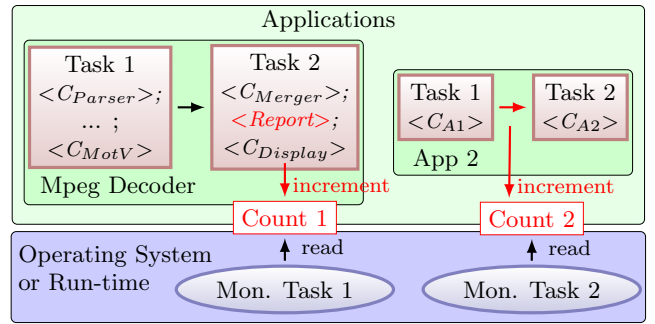 Applications
Task 1
<C_Parser>;
... ;
<C_MotV>
Task 2
<C_Merger>;
<Report>;
<C_Display>
Mpeg Decoder
Task 1
<C_A1>
Task 2
<C_A2>
App 2
increment
increment
Count 1
Count 2
Operating System
or Run-time
read
read
Mon. Task 1
Mon. Task 2